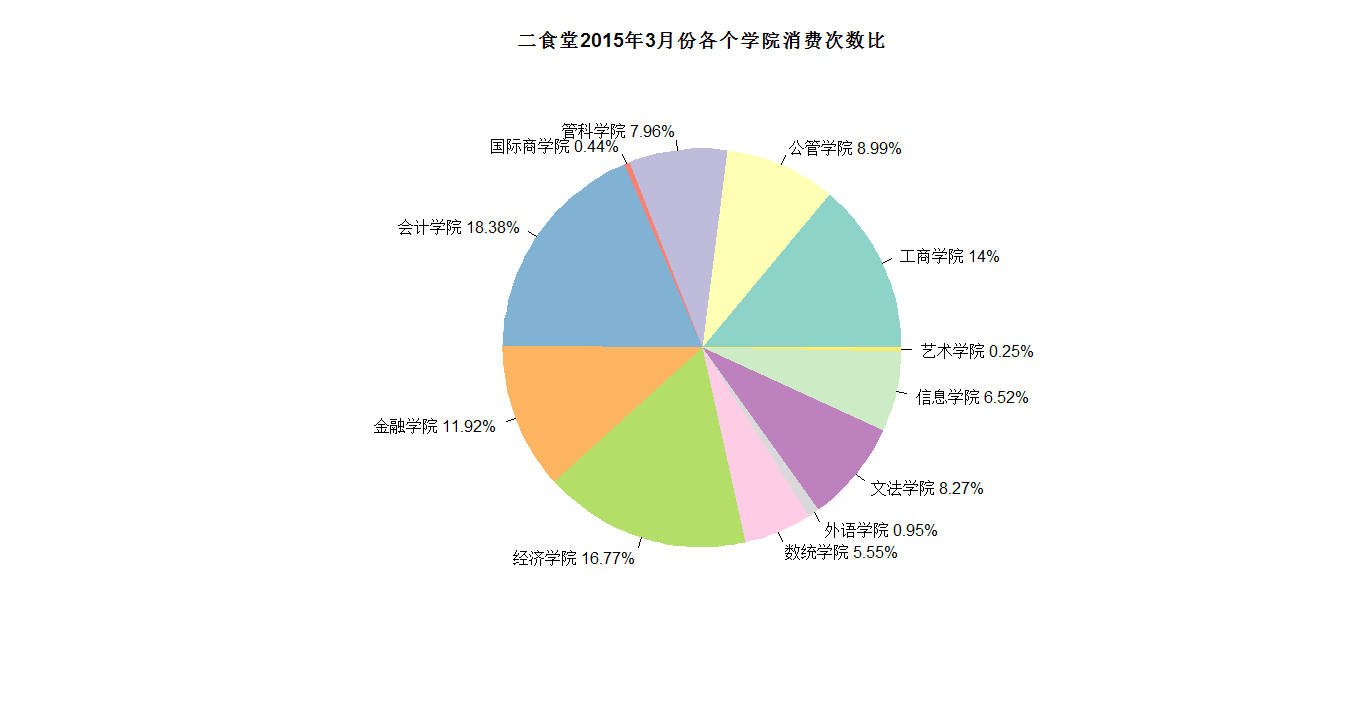 二食堂2015年3月份各个学院消费次数比
管科学院 7.96%
国际商学院 0.44%
公管学院 8.99%
会计学院 18.38%
工商学院 14%
艺术学院 0.25%
信息学院 6.52%
金融学院 11.92%
文法学院 8.27%
外语学院 0.95%
数统学院 5.55%
经济学院 16.77%